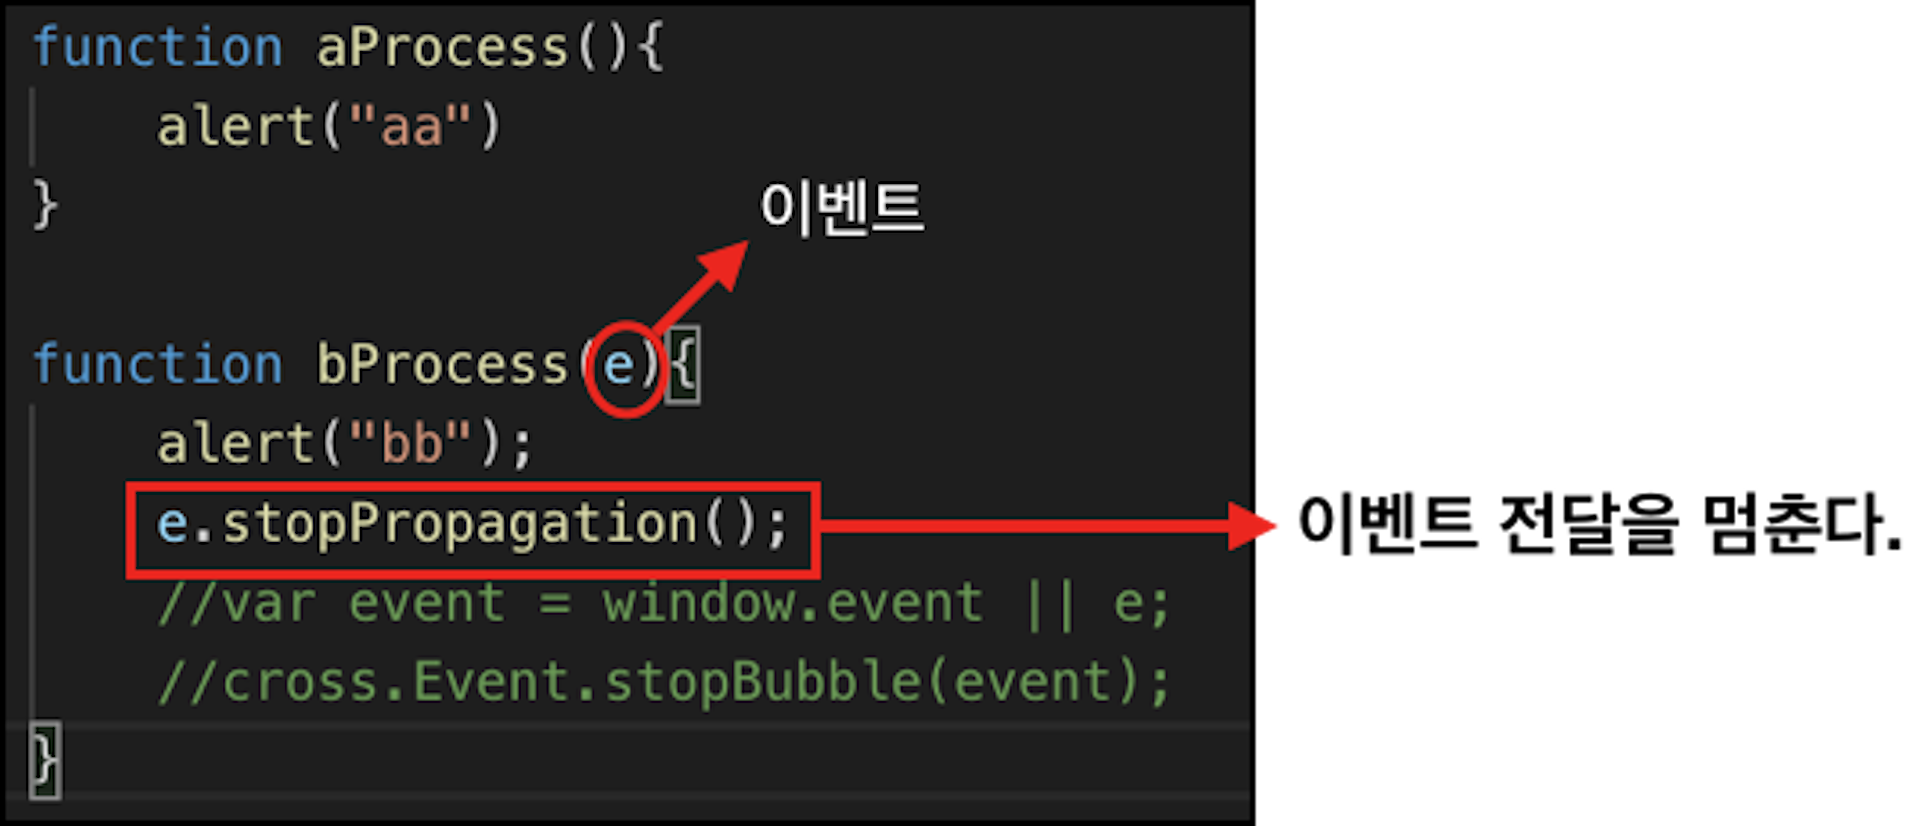 function aProcess(){
alert("aa")
}
이벤트
function bProcess(e){
alert("bb");
e.stopPropagation();
이벤트 전달을 멈춘다.
//var event = window.event || e;
//cross.Event.stopBubble(event);
}